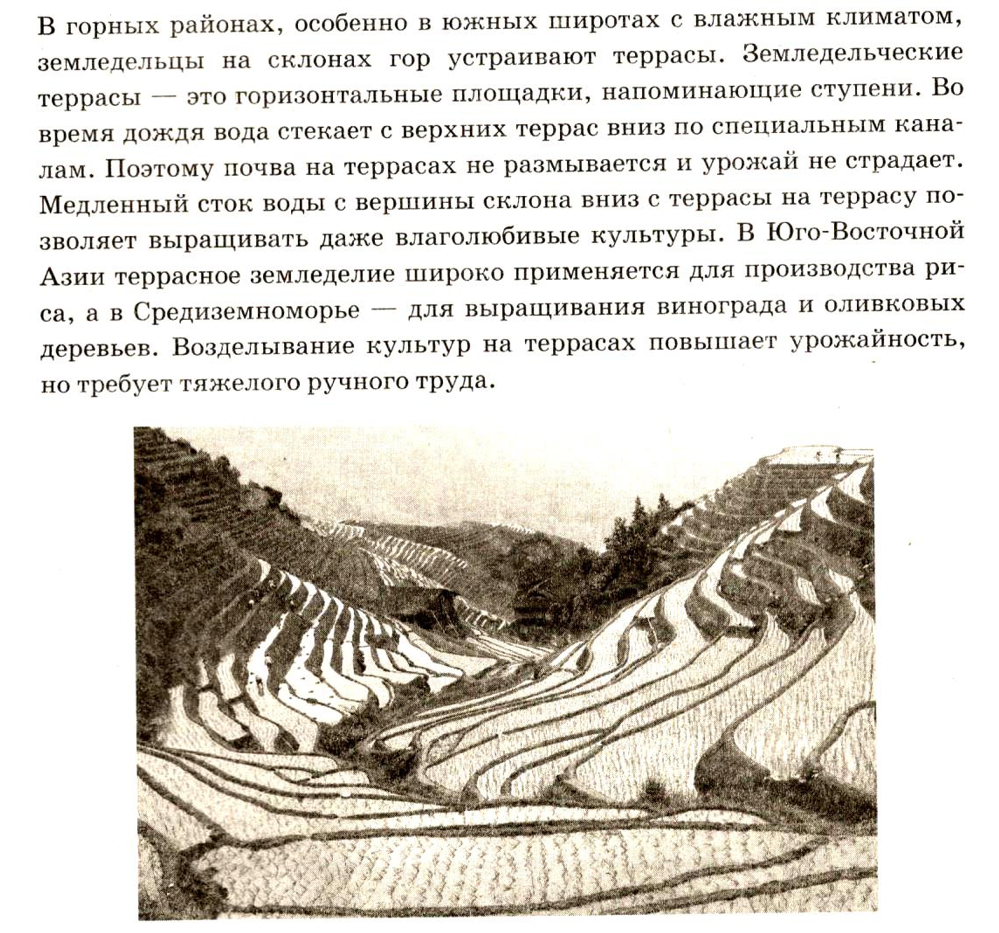 В горных районах, особенно в южных широтах с влажным климатом,
земледельцы на склонах гор устраивают террасы. Земледельческие
террасы — это горизонтальные площадки, напоминающие ступени. Во
время дождя вода стекает с верхних террас вниз по специальным кана-
лам. Поэтому почва на террасах не размывается и урожай не страдает.
Медленный сток воды с вершины склона вниз с террасы на террасу по-
зволяет выращивать даже влаголюбивые культуры. В Юго-Восточной
Азии террасное земледелие широко применяется для производства ри-
са, а в Средиземноморье — для выращивания винограда и оливковых
деревьев. Возделывание культур на террасах повышает урожайность,
но требует тяжелого ручного труда.